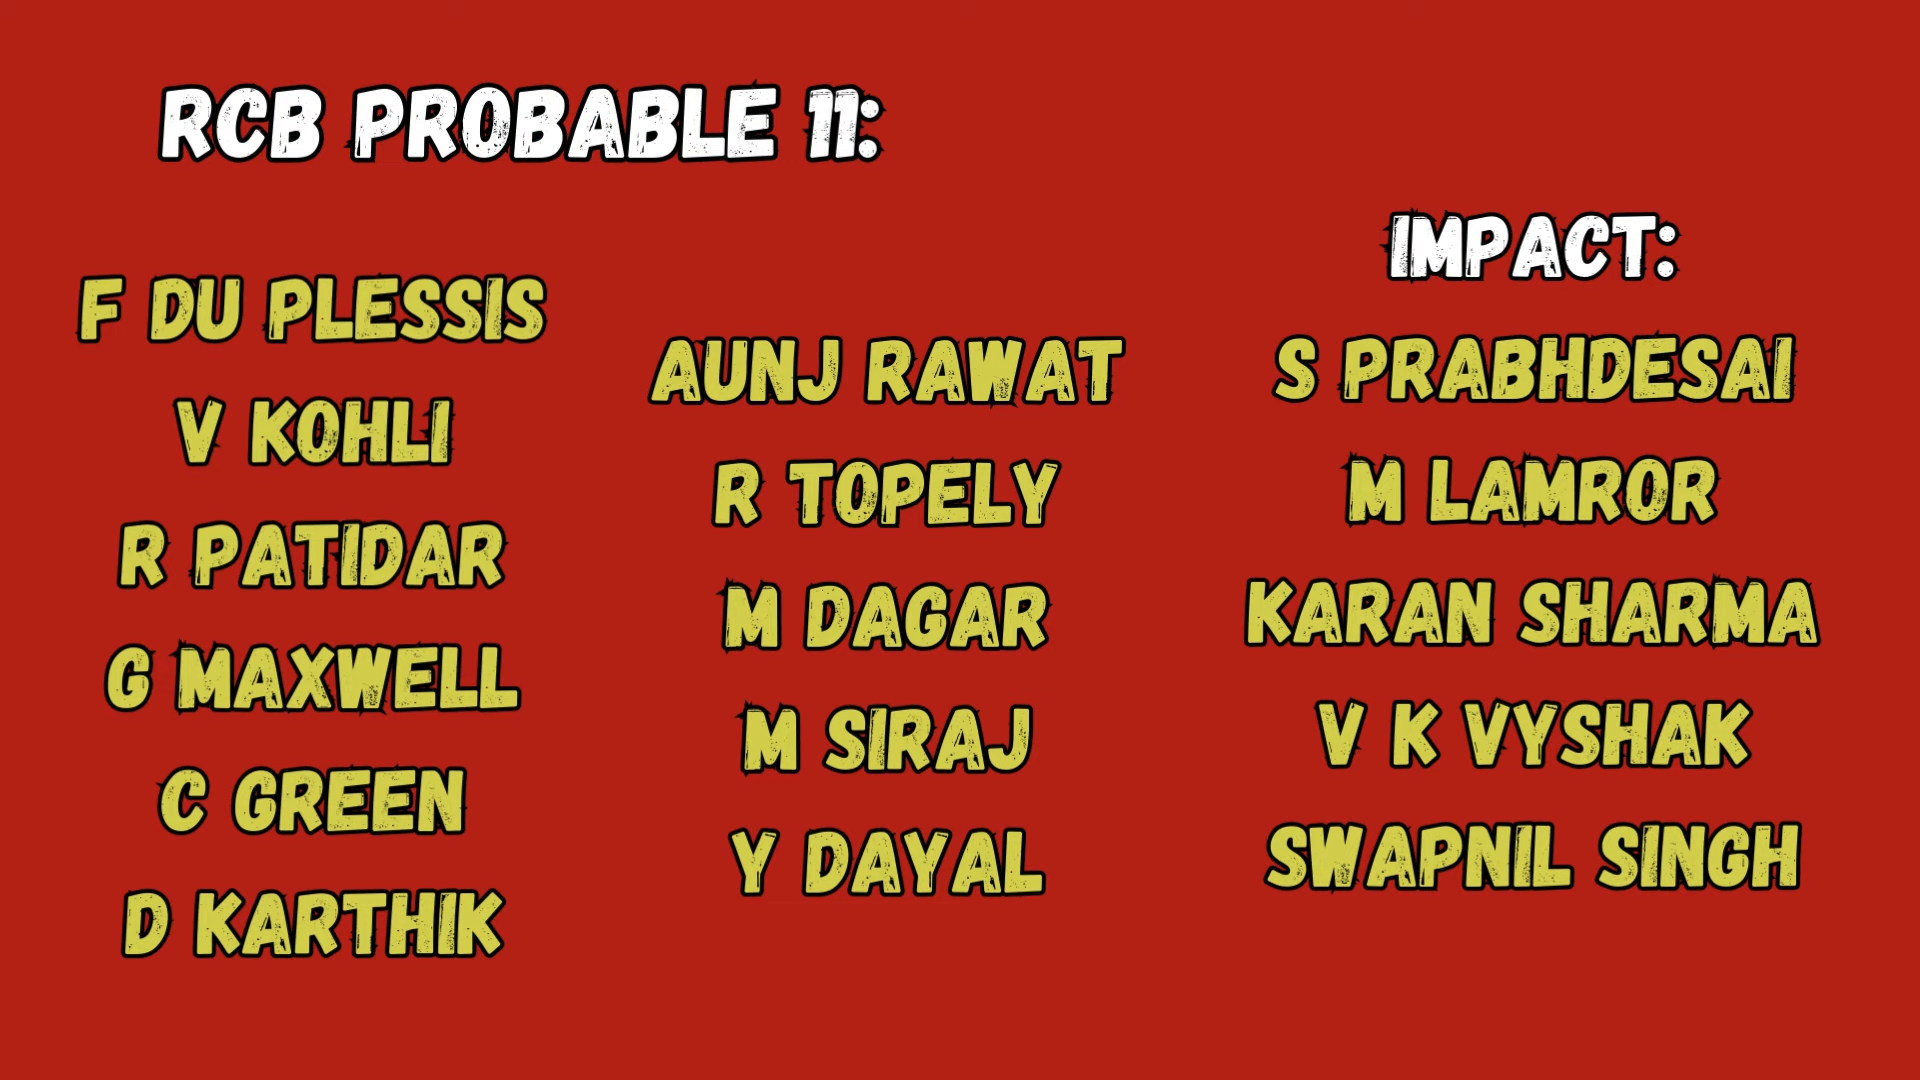 RCB PROBABLE 11:
F DU PLESSIS
V KOHLI
R PATIDAR
G MAXWELL
C GREEN
D KARTHIK
AUNJ RAWAT
R TOPELY
M DAGAR
M SIRAJ
Y DAYAL
IMPACT:
S PRABHDESAI
M LAMROR
KARAN SHARMA
V K VYSHAK
SWAPNIL SINGH